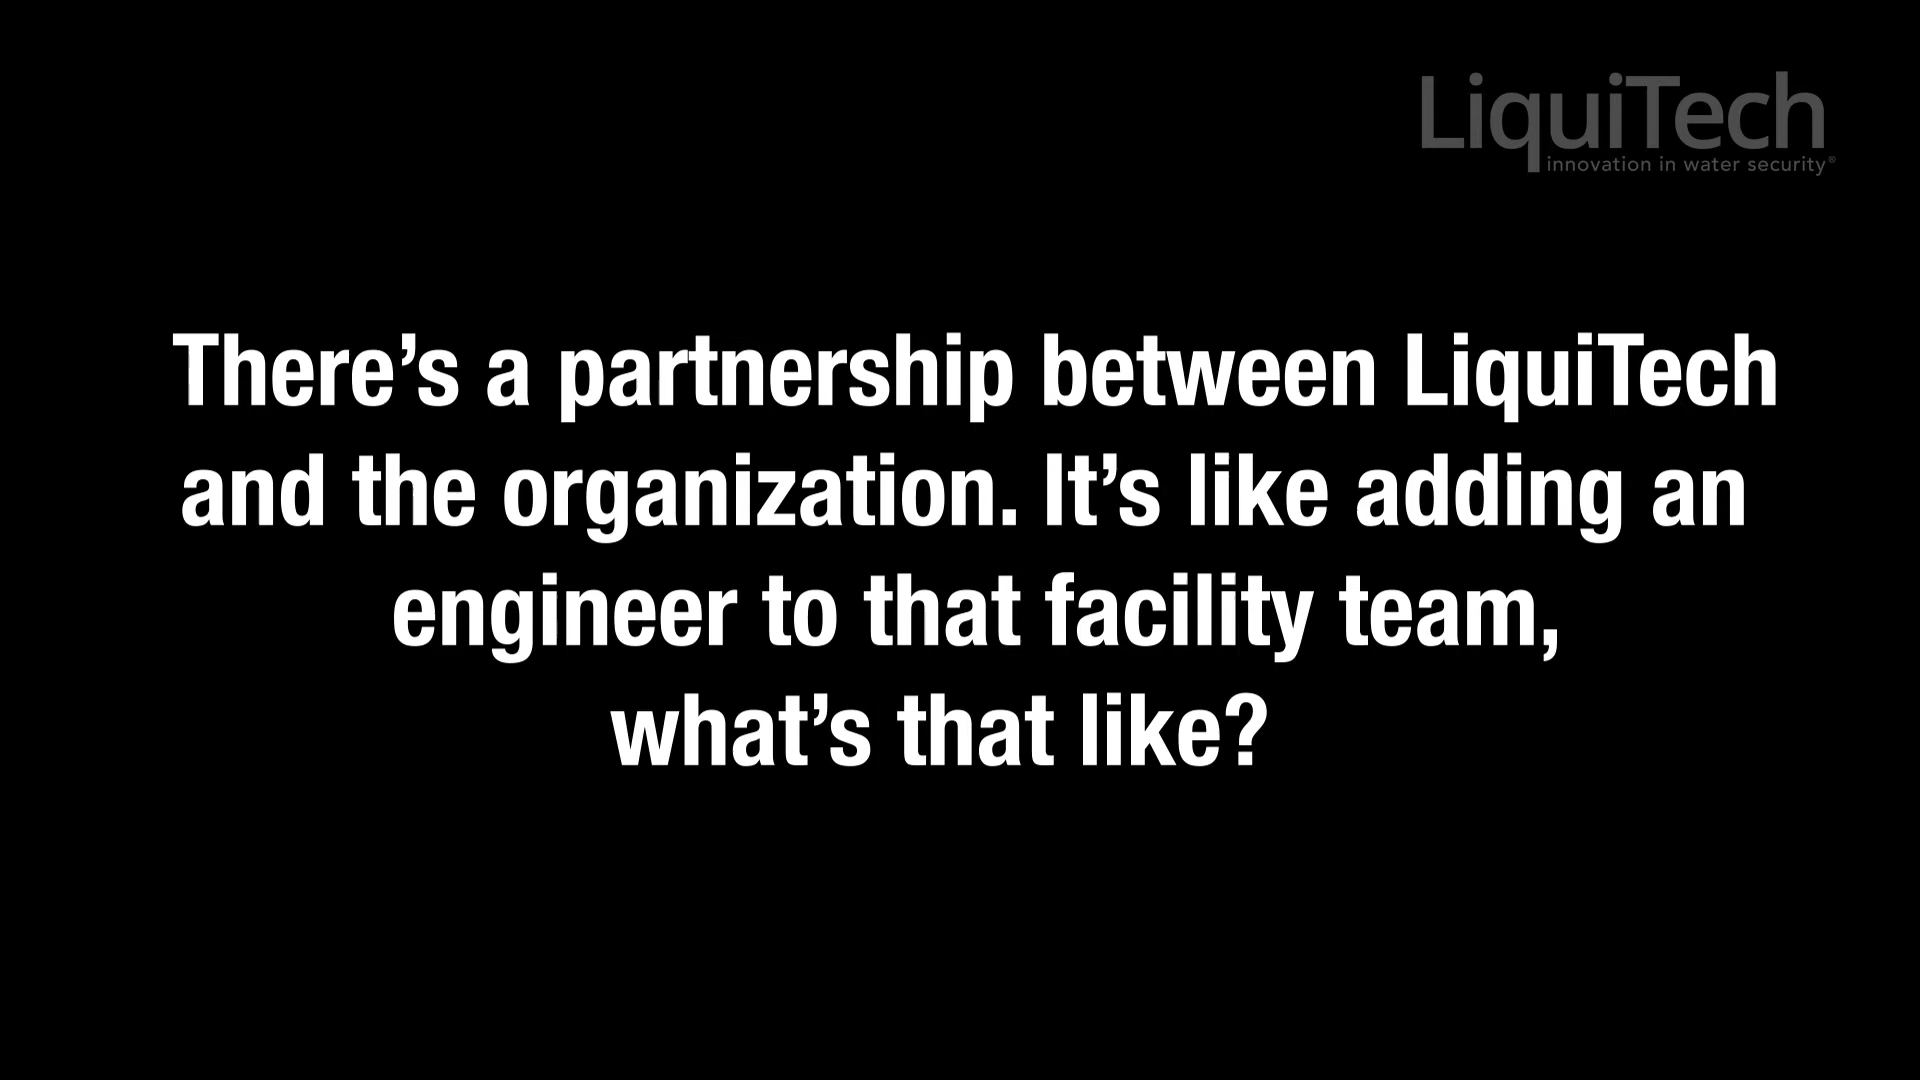 LiquiTech
innovation in water security®
There’s a partnership between LiquiTech
and the organization. It’s like adding an
engineer to that facility team,
what’s that like?